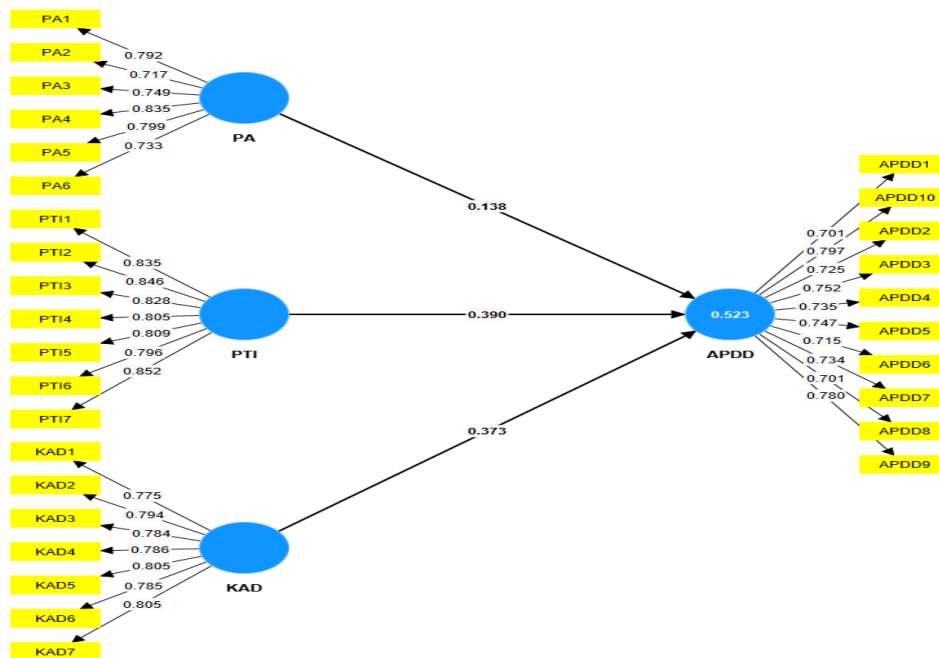 PA1
PA2
PA3
PA4
PA5
PA6
0.792
0.717
0.749
0.835
0.799
0.733
PA
PTI1
PTI2
PTI3
PTI4
PTI5
PTI6
PTI7
0.835
0.846
0.828
0.805
0.809
0.796
0.852
PTI
KAD1
KAD2
KAD3
KAD4
KAD5
KAD6
KAD7
0.775
0.794
0.784
0.786
0.805
0.785
0.805
KAD
0.138
0.390
0.373
0.523
APDD
0.701
0.797
0.725
0.752
0.735
0.747
0.715
0.734
0.701
0.780
APDD1
APDD10
APDD2
APDD3
APDD4
APDD5
APDD6
APDD7
APDD8
APDD9